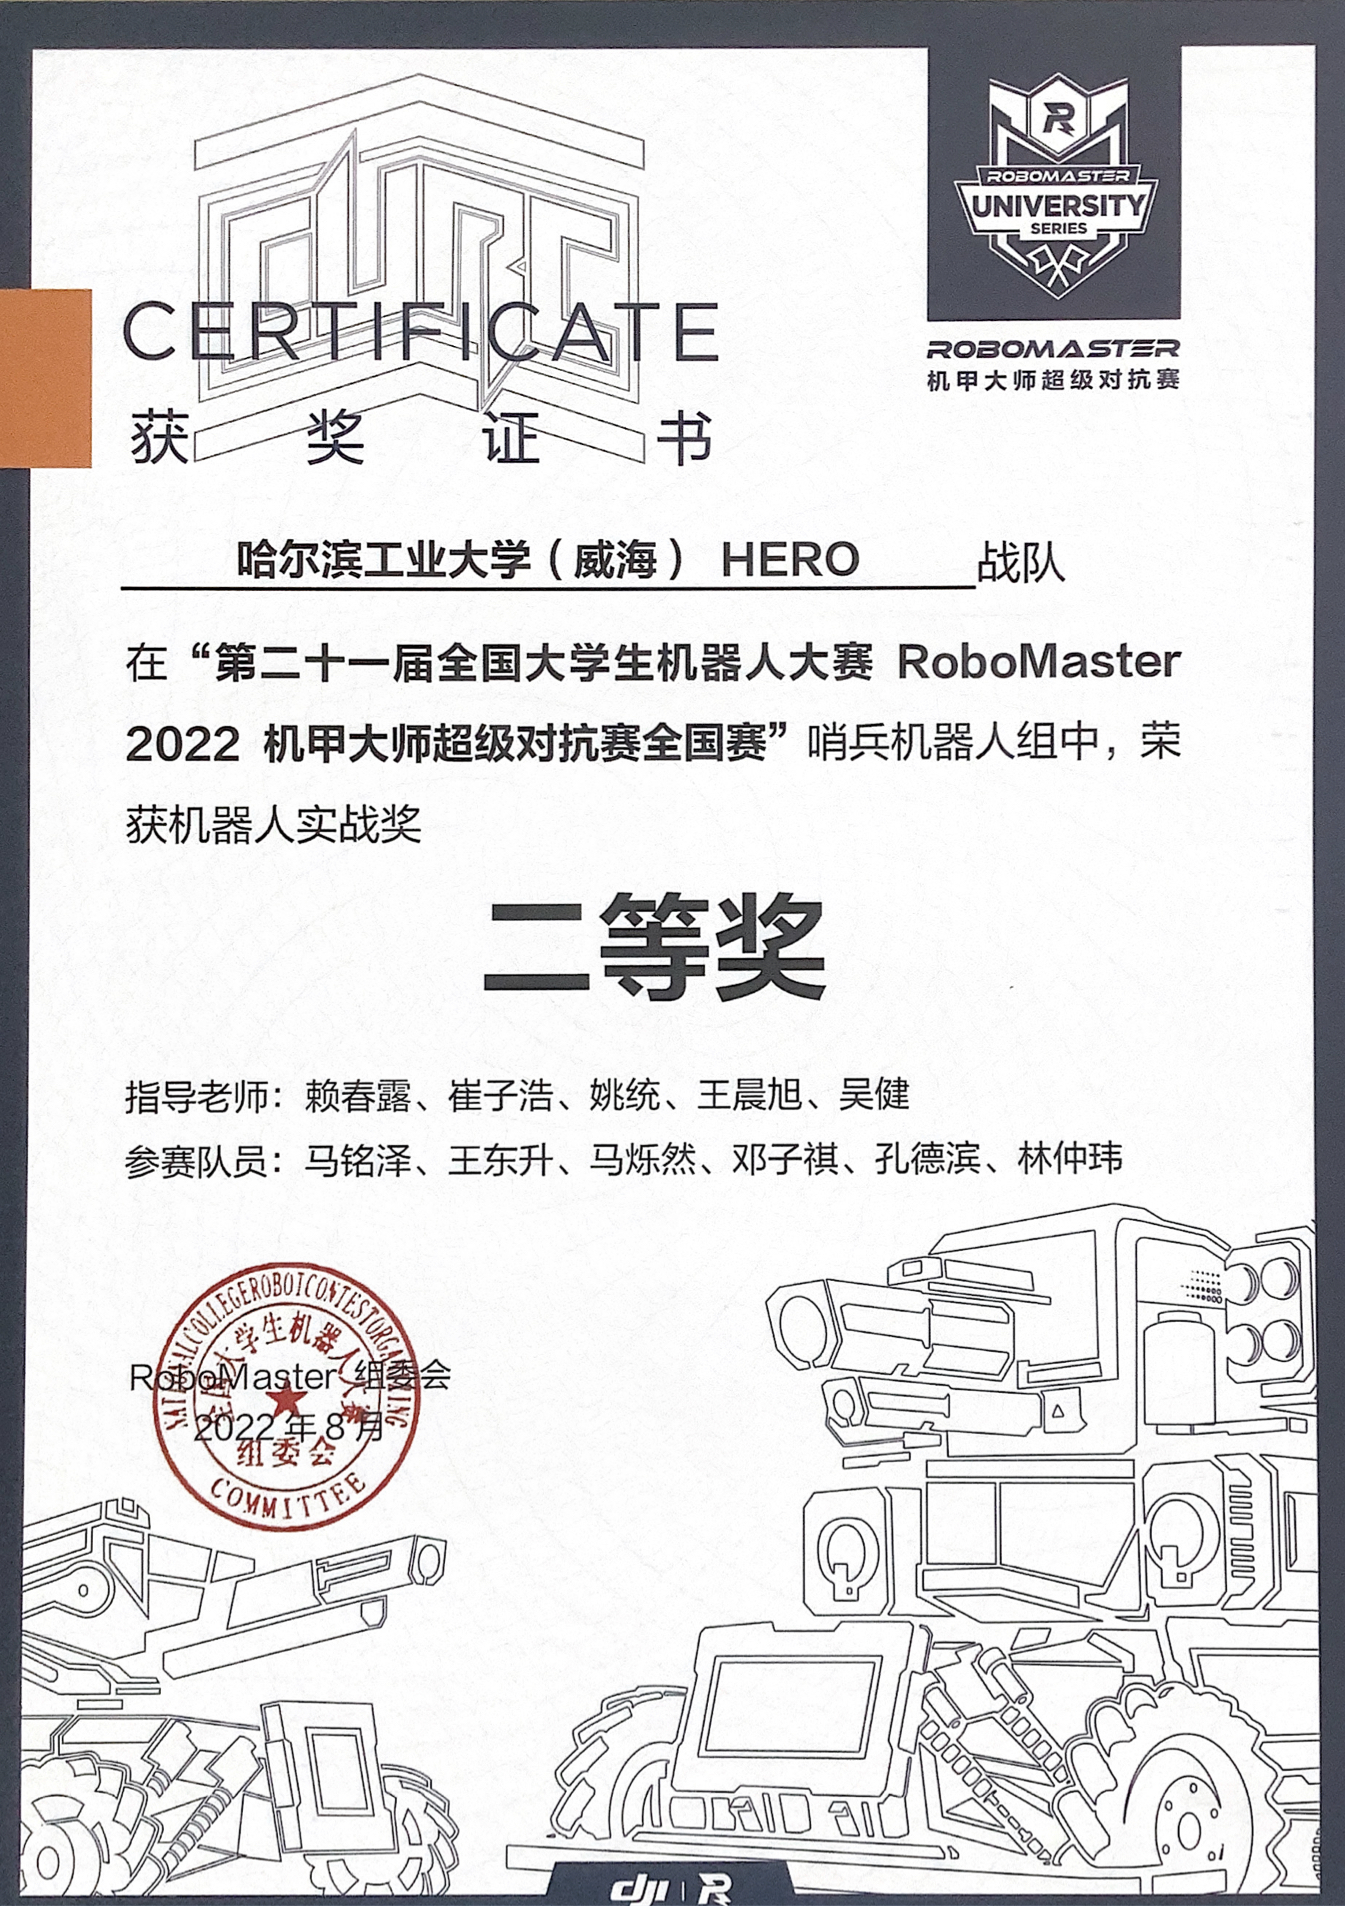 R
ROBOMASTER
UNIVERSITY
SERIES
CURC
CERTIFICATE
获奖证书
ROBOMASTER
机甲大师超级对抗赛
哈尔滨工业大学（威海） HERO 战队
在“第二十一届全国大学生机器人大赛 RoboMaster
2022 机甲大师超级对抗赛全国赛”哨兵机器人组中，荣
获机器人实战奖
二等奖
指导老师：赖春露、崔子浩、姚统、王晨旭、吴健
参赛队员：马铭泽、王东升、马烁然、邓子祺、孔德滨、林仲玮
RoboMaster 组委会
2022 年 8 月
全国大学生机器人大赛
组委会
COMMITTEE
dji R